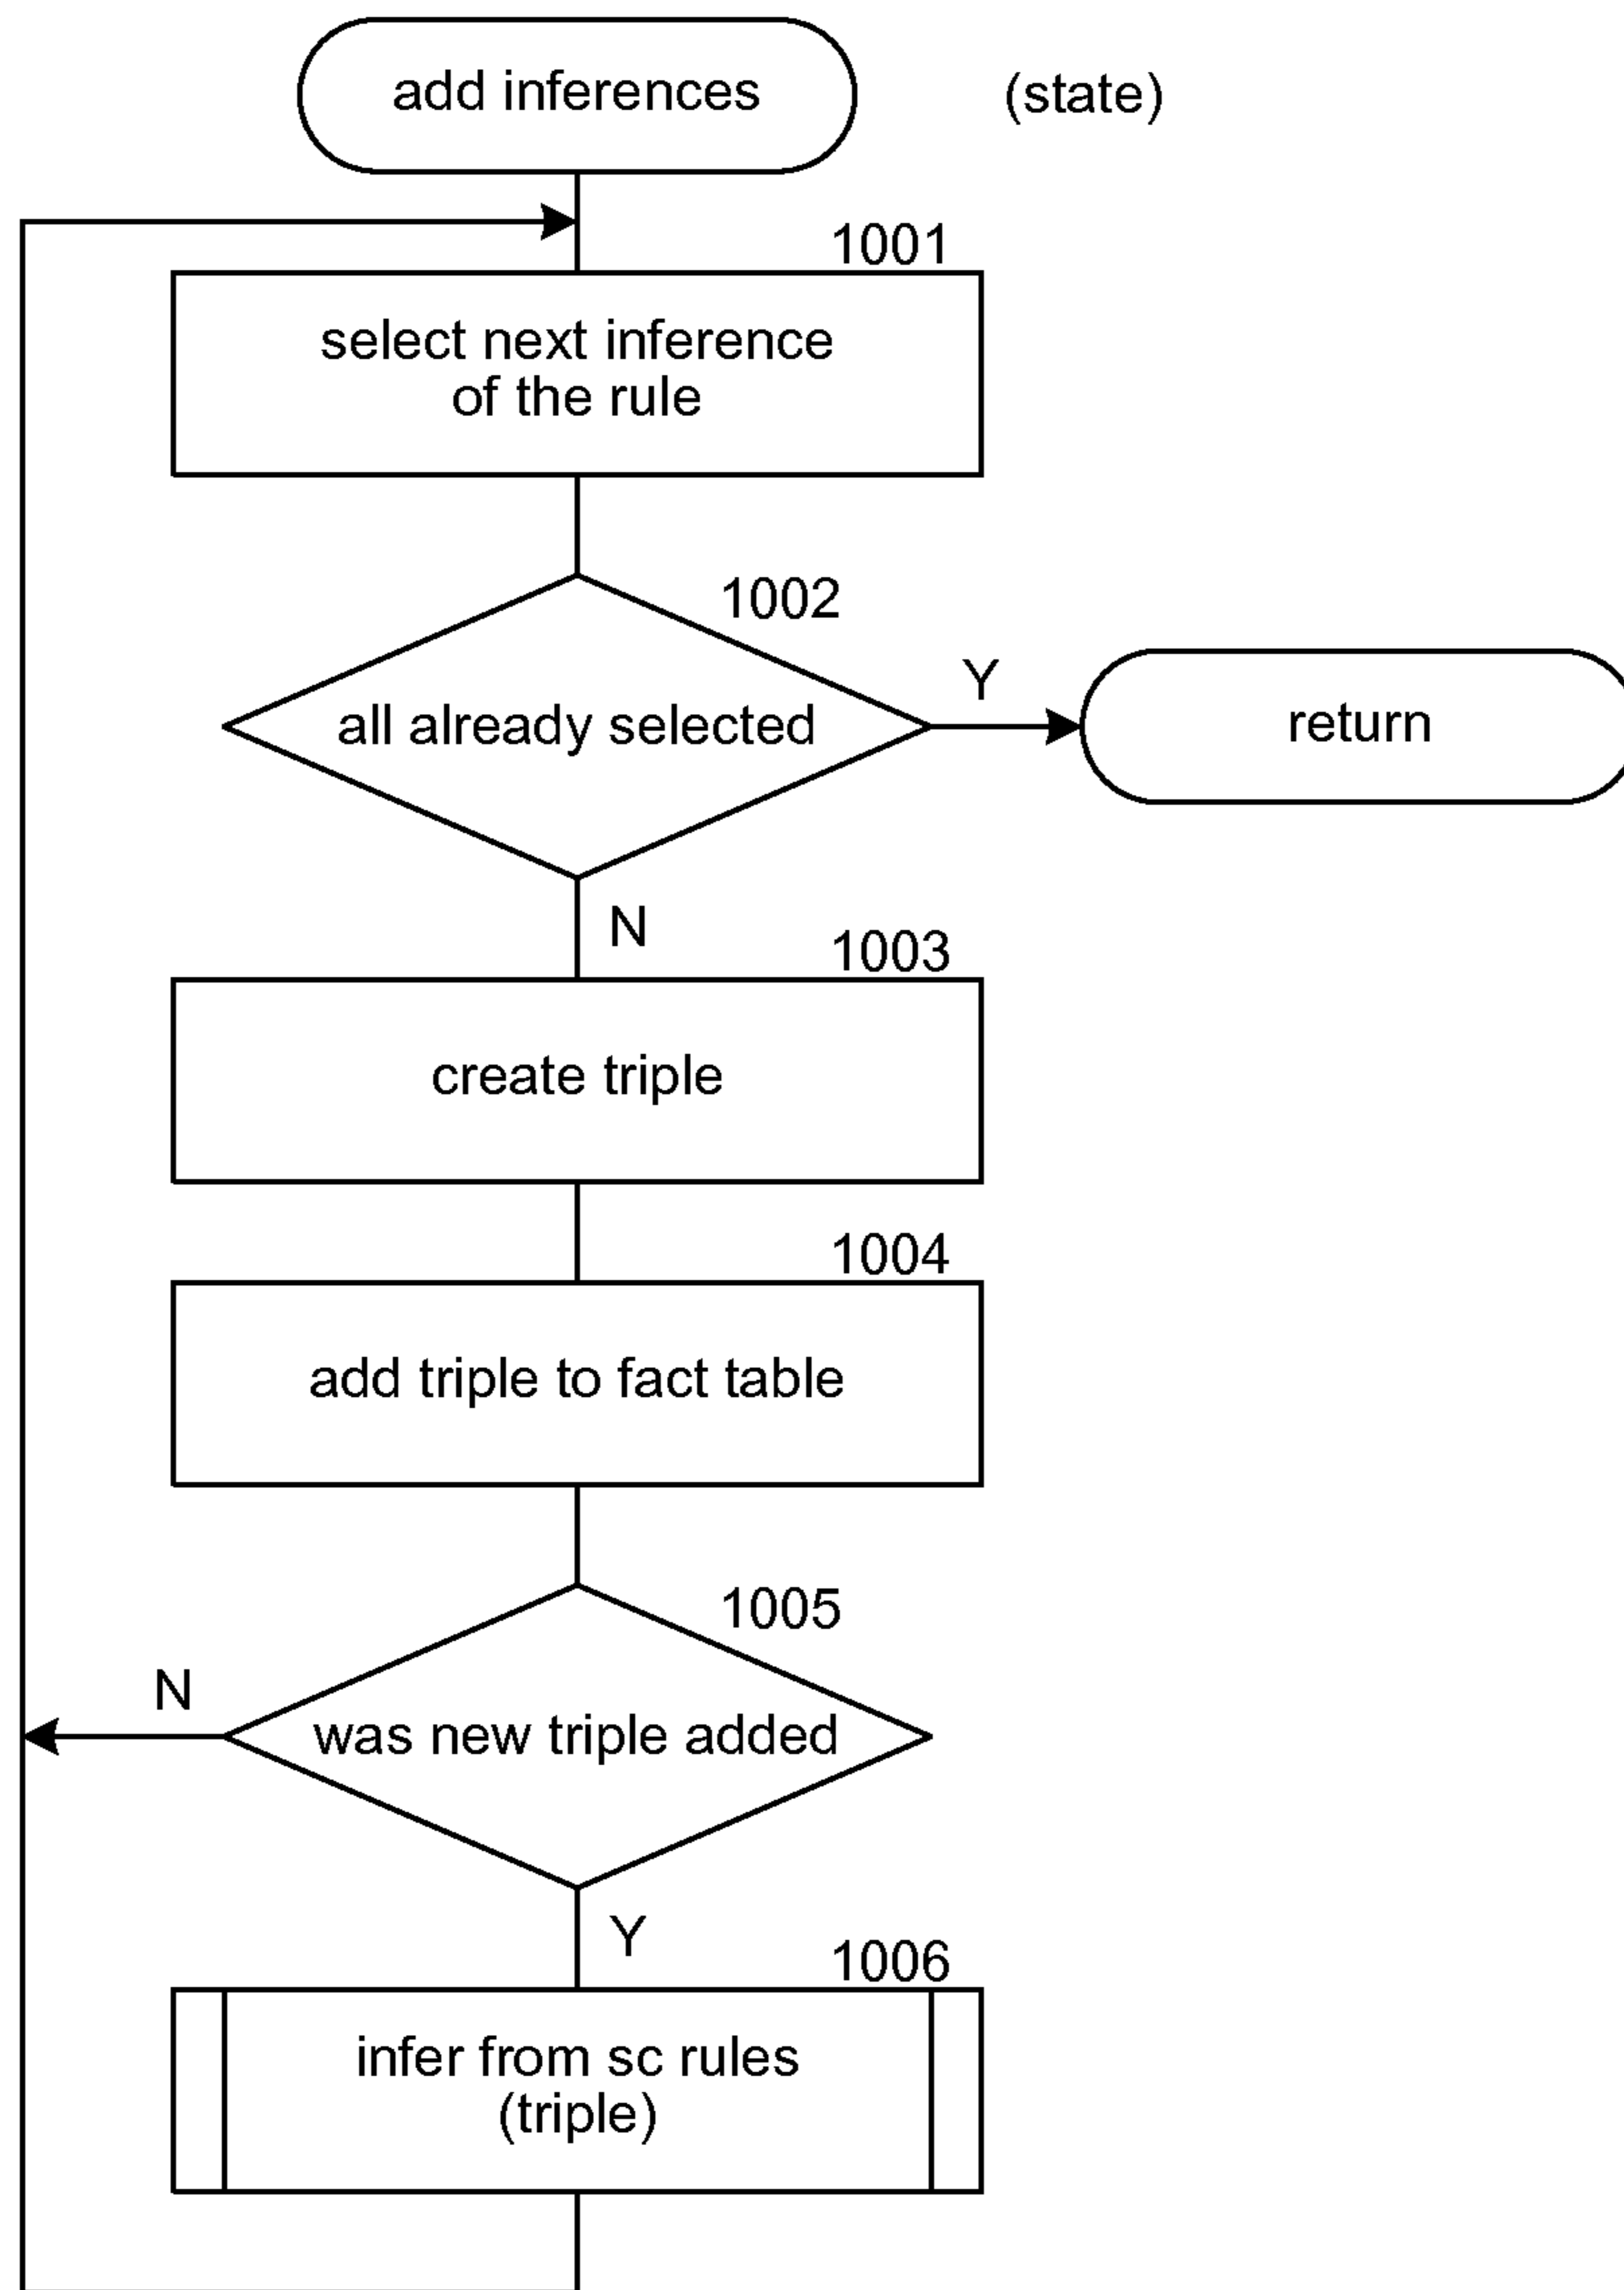 add inferences
(state)
1001
select next inference
of the rule
1002
all already selected
Y
return
N
1003
create triple
1004
add triple to fact table
1005
N
was new triple added
Y
1006
infer from sc rules
(triple)